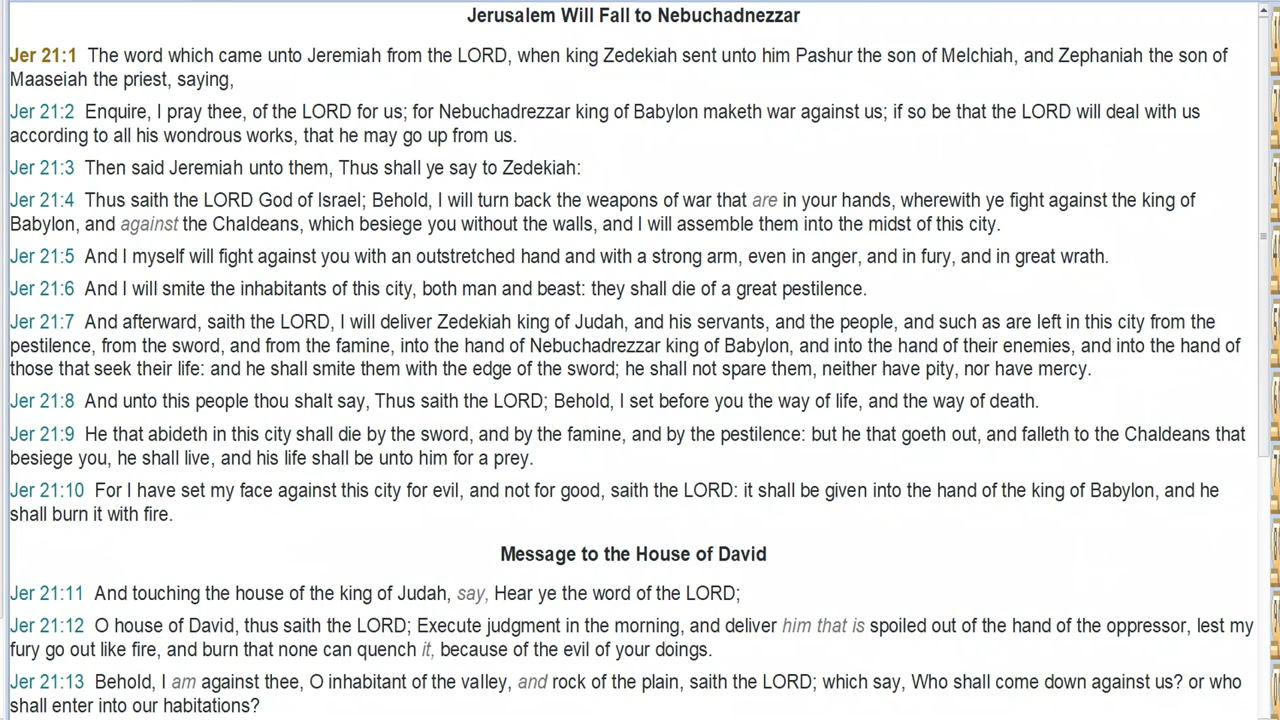 Jerusalem Will Fall to Nebuchadnezzar
Jer 21:1 The word which came unto Jeremiah from the LORD, when king Zedekiah sent unto him Pashur the son of Melchiah, and Zephaniah the son of
Maaseiah the priest, saying,
Jer 21:2 Enquire, I pray thee, of the LORD for us; for Nebuchadrezzar king of Babylon maketh war against us; if so be that the LORD will deal with us
according to all his wondrous works, that he may go up from us.
Jer 21:3 Then said Jeremiah unto them, Thus shall ye say to Zedekiah:
Jer 21:4 Thus saith the LORD God of Israel; Behold, I will turn back the weapons of war that are in your hands, wherewith ye fight against the king of
Babylon, and against the Chaldeans, which besiege you without the walls, and I will assemble them into the midst of this city.
Jer 21:5 And I myself will fight against you with an outstretched hand and with a strong arm, even in anger, and in fury, and in great wrath.
Jer 21:6 And I will smite the inhabitants of this city, both man and beast: they shall die of a great pestilence.
Jer 21:7 And afterward, saith the LORD, I will deliver Zedekiah king of Judah, and his servants, and the people, and such as are left in this city from the
pestilence, from the sword, and from the famine, into the hand of Nebuchadrezzar king of Babylon, and into the hand of their enemies, and into the hand of
those that seek their life: and he shall smite them with the edge of the sword; he shall not spare them, neither have pity, nor have mercy.
Jer 21:8 And unto this people thou shalt say, Thus saith the LORD; Behold, I set before you the way of life, and the way of death.
Jer 21:9 He that abideth in this city shall die by the sword, and by the famine, and by the pestilence: but he that goeth out, and falleth to the Chaldeans that
besiege you, he shall live, and his life shall be unto him for a prey.
Jer 21:10 For I have set my face against this city for evil, and not for good, saith the LORD: it shall be given into the hand of the king of Babylon, and he
shall burn it with fire.
Message to the House of David
Jer 21:11 And touching the house of the king of Judah, say, Hear ye the word of the LORD;
Jer 21:12 O house of David, thus saith the LORD; Execute judgment in the morning, and deliver him that is spoiled out of the hand of the oppressor, lest my
fury go out like fire, and burn that none can quench it, because of the evil of your doings.
Jer 21:13 Behold, I am against thee, O inhabitant of the valley, and rock of the plain, saith the LORD; which say, Who shall come down against us? or who
shall enter into our habitations?